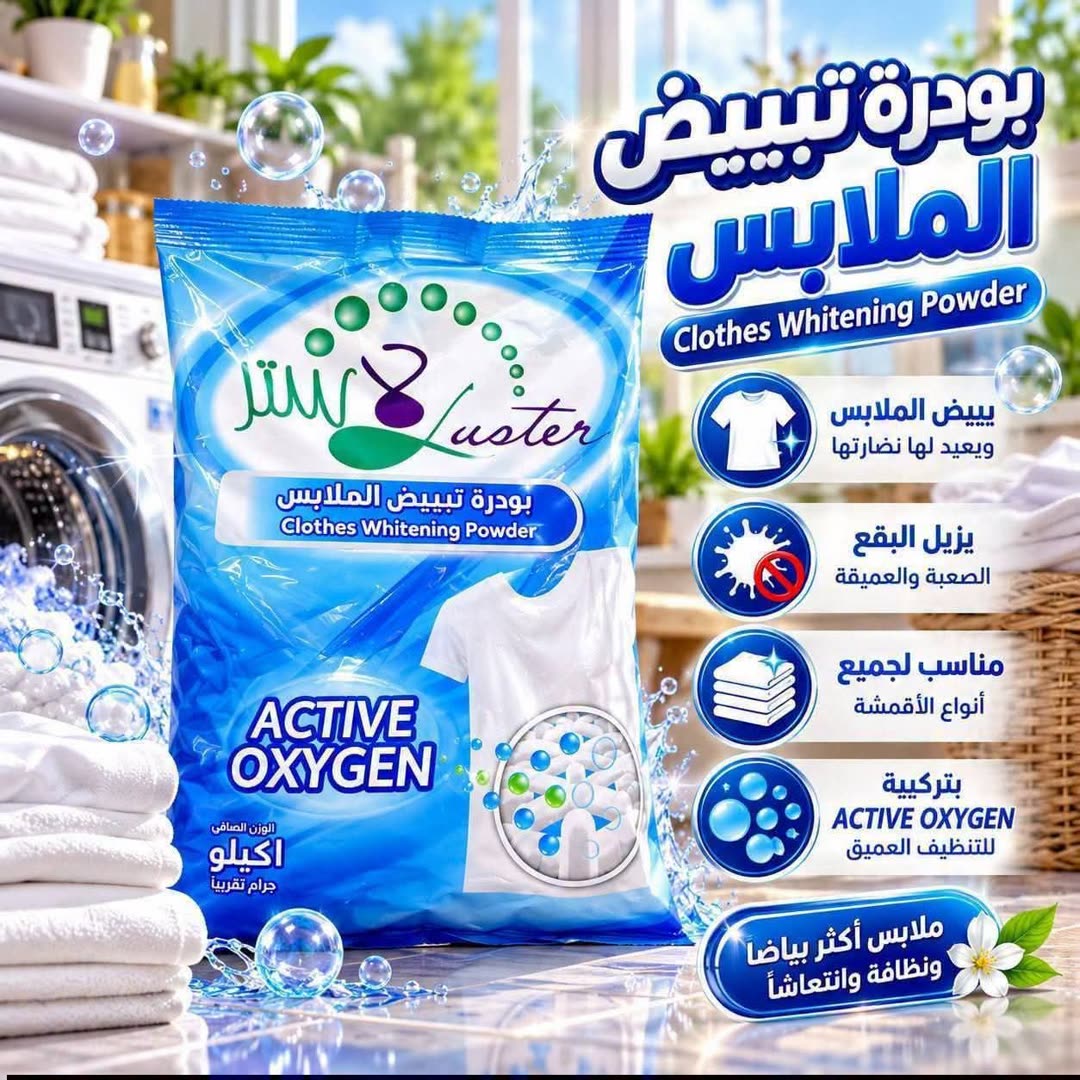 بودرة تبييض
الملابس
Clothes Whitening Powder
لاستر
Luster
بودرة تبييض الملابس
Clothes Whitening Powder
ACTIVE
OXYGEN
الوزن الصافي
اكيلو
جرام تقريباً
يبيض الملابس
ويعيد لها نضارتها
يزيل البقع
الصعبة والعميقة
مناسب لجميع
أنواع الأقمشة
بتركيبة
ACTIVE OXYGEN
للتنظيف العميق
ملابس أكثر بياضاً
ونظافة وانتعاشاً